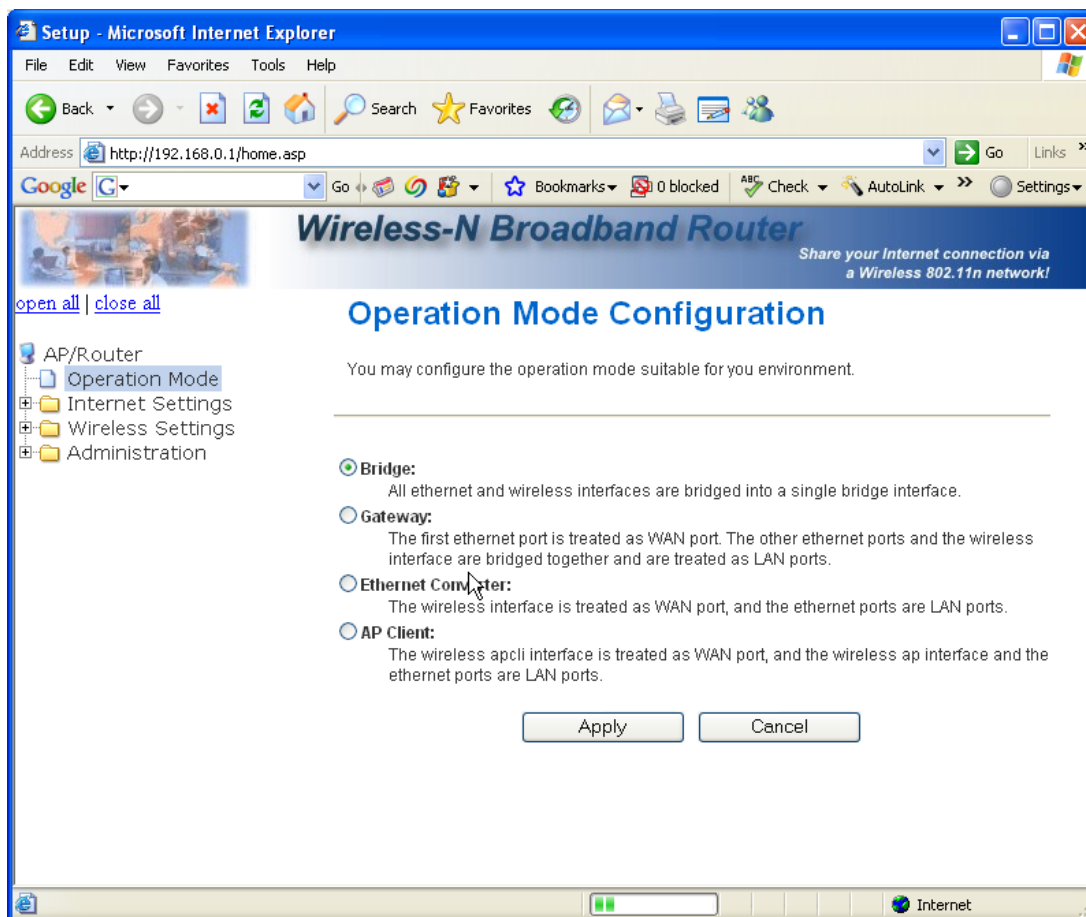 Setup - Microsoft Internet Explorer
File Edit View Favorites Tools Help
Back Search Favorites
Address http://192.168.0.1/home.asp Go Links »
Google G Go Bookmarks 0 blocked ABC Check AutoLink » Settings
Wireless-N Broadband Router
Share your Internet connection via
a Wireless 802.11n network!
open all | close all
Operation Mode Configuration
AP/Router
Operation Mode
Internet Settings
Wireless Settings
Administration
You may configure the operation mode suitable for you environment.
Bridge:
All ethernet and wireless interfaces are bridged into a single bridge interface.
Gateway:
The first ethernet port is treated as WAN port. The other ethernet ports and the wireless
interface are bridged together and are treated as LAN ports.
Ethernet Converter:
The wireless interface is treated as WAN port, and the ethernet ports are LAN ports.
AP Client:
The wireless apcli interface is treated as WAN port, and the wireless ap interface and the
ethernet ports are LAN ports.
Apply Cancel
Internet